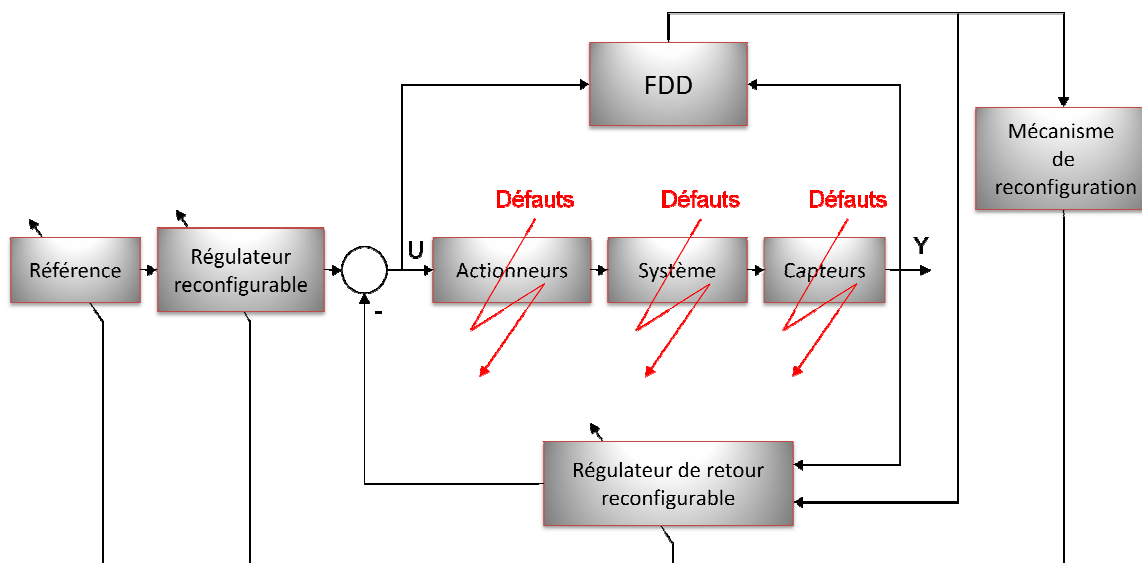 FDD
Mécanisme
de
reconfiguration
Défauts
Défauts
Défauts
Référence
Régulateur
reconfigurable
U
Actionneurs
Système
Capteurs
Y
-
Régulateur de retour
reconfigurable